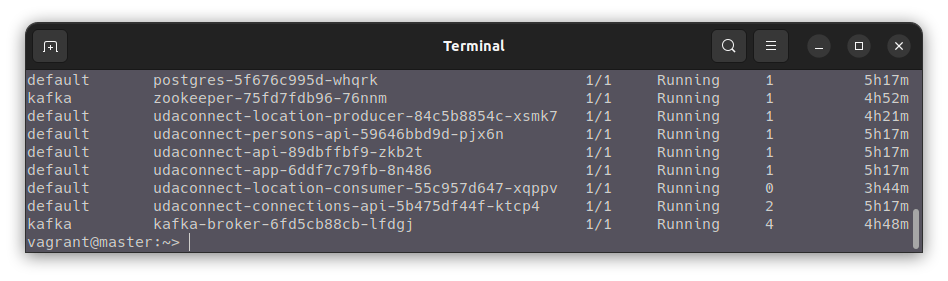 Terminal
default postgres-5f676c995d-whqrk 1/1 Running 1 5h17m
kafka zookeeper-75fd7fdb96-76nnm 1/1 Running 1 4h52m
default udaconnect-location-producer-84c5b8854c-xsmk7 1/1 Running 1 4h21m
default udaconnect-persons-api-59646bbd9d-pjx6n 1/1 Running 1 5h17m
default udaconnect-api-89dbffbf9-zkb2t 1/1 Running 1 5h17m
default udaconnect-app-6ddf7c79fb-8n486 1/1 Running 1 5h17m
default udaconnect-location-consumer-55c957d647-xqppv 1/1 Running 0 3h44m
default udaconnect-connections-api-5b475df44f-ktcp4 1/1 Running 2 5h17m
kafka kafka-broker-6fd5cb88cb-lfdgj 1/1 Running 4 4h48m
vagrant@master:~>